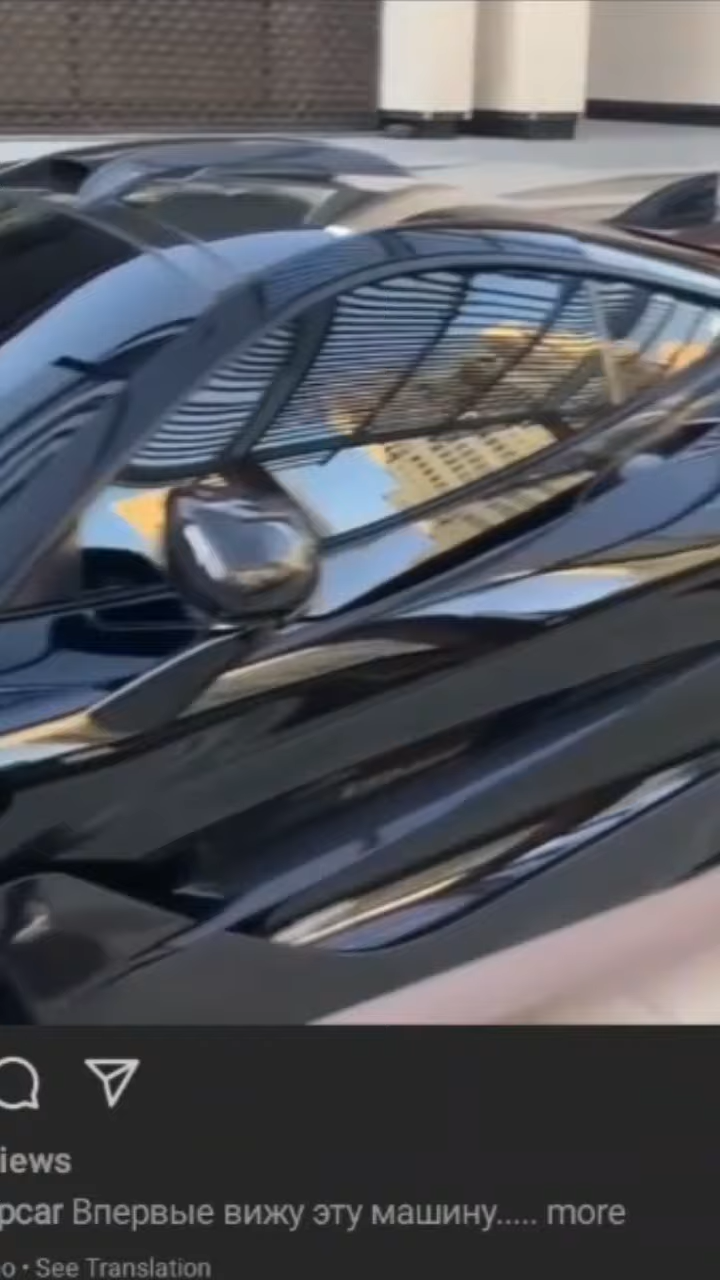 iews
pcar Впервые вижу эту машину..... more
o • See Translation